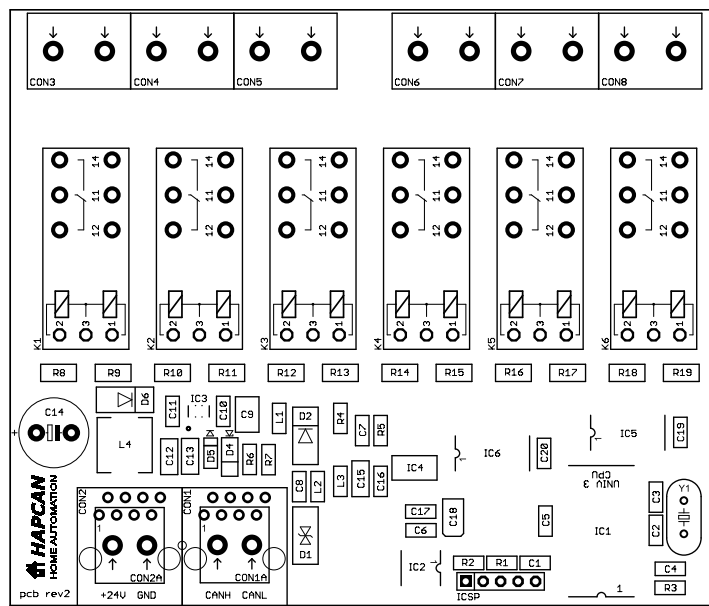 CON3 CON4 CON5 CON6 CON7 CON8
14 14 14 14 14 14
11 11 11 11 11 11
12 12 12 12 12 12
2 3 1 2 3 1 2 3 1 2 3 1 2 3 1 2 3 1
K1 K2 K3 K4 K5 K6
R8 R9 R10 R11 R12 R13 R14 R15 R16 R17 R18 R19
D6 IC3
C14 C11 C10 C9 L1 D2 R4 C7 R5 1 IC5 C19
+
L4 C12 C13 D5 D4 R6 R7 1 IC6 C20
IC4
UNIV 3
CPU
C8 L2 L3 C15 C16 C3 Y1
CON2 CON1
1 1
C17 C18 C5 IC1 C2
C6
D1
HAPCAN
HOME AUTOMATION
CON2A CON1A
IC2 1 R2 R1 C1 C4
pcb rev2 +24V GND CANH CANL ICSP 1 R3